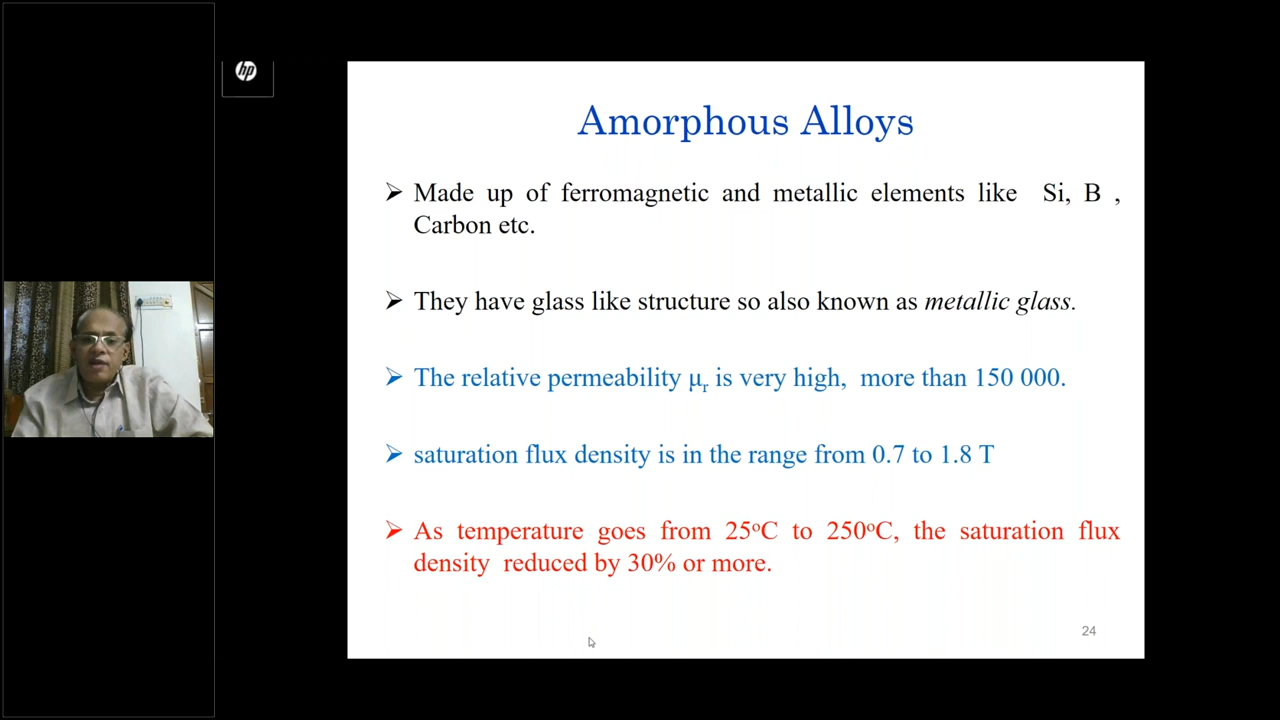 hp
Amorphous Alloys
➢ Made up of ferromagnetic and metallic elements like Si, B ,
Carbon etc.
➢ They have glass like structure so also known as metallic glass.
➢ The relative permeability μr is very high, more than 150 000.
➢ saturation flux density is in the range from 0.7 to 1.8 T
➢ As temperature goes from 25oC to 250oC, the saturation flux
density reduced by 30% or more.
24